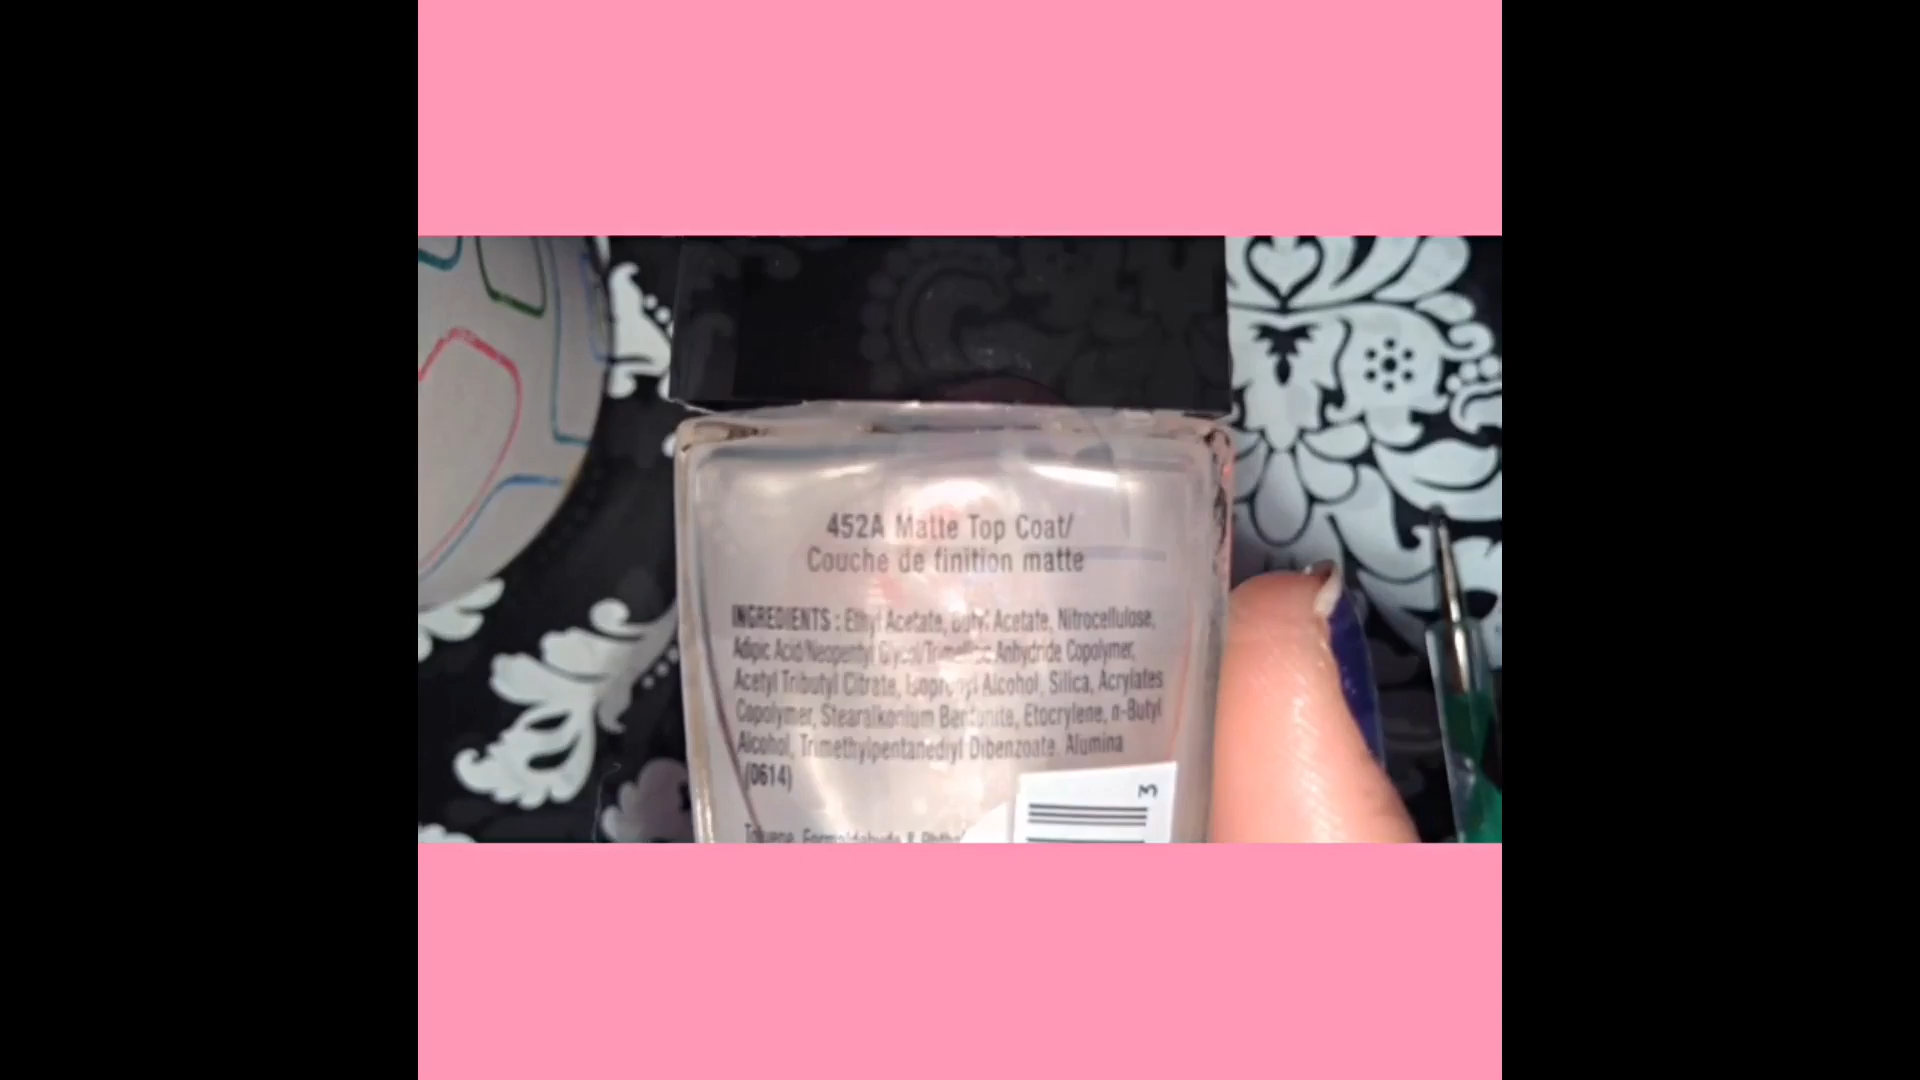 452A Matte Top Coat/
Couche de finition matte
INGREDIENTS : Ethyl Acetate, Butyl Acetate, Nitrocellulose,
Adipic Acid/Neopentyl Glycol/Trimellitic Anhydride Copolymer,
Acetyl Tributyl Citrate, Isopropyl Alcohol, Silica, Acrylates
Copolymer, Stearalkonium Bentonite, Etocrylene, n-Butyl
Alcohol, Trimethylpentanediyl Dibenzoate. Alumina
(0614)
3
Toluene, Formaldehyde &